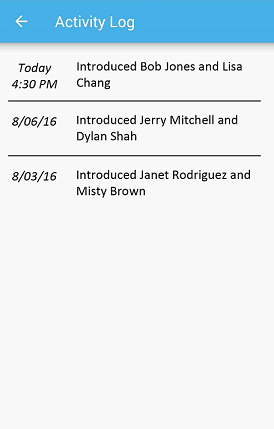 Activity Log
Today
4:30 PM
Introduced Bob Jones and Lisa
Chang
8/06/16
Introduced Jerry Mitchell and
Dylan Shah
8/03/16
Introduced Janet Rodriguez and
Misty Brown